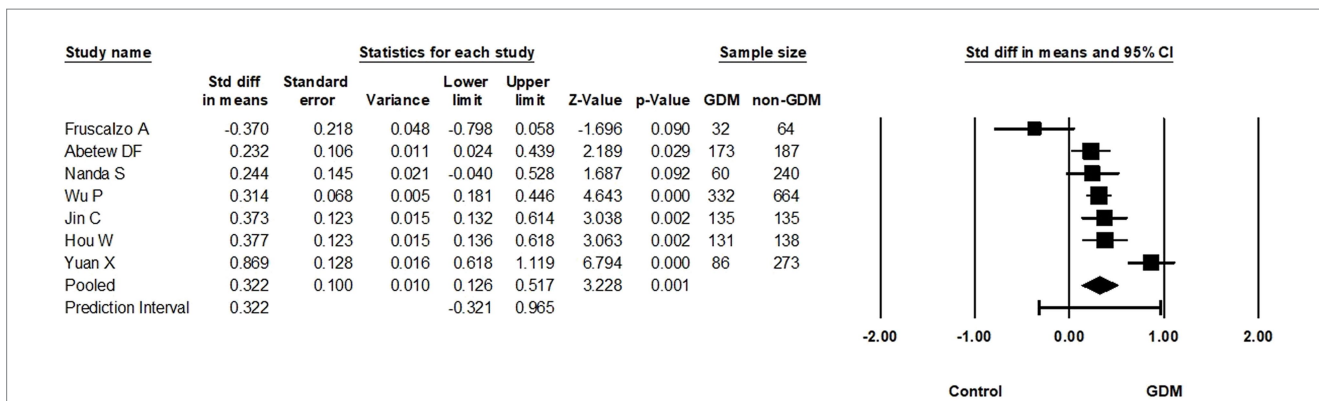 Study name Statistics for each study Sample size Std diff in means and 95% CI
Std diff Standard Lower Upper
in means error Variance limit limit Z-Value p-Value GDM non-GDM
Fruscalzo A -0.370 0.218 0.048 -0.798 0.058 -1.696 0.090 32 64
Abetew DF 0.232 0.106 0.011 0.024 0.439 2.189 0.029 173 187
Nanda S 0.244 0.145 0.021 -0.040 0.528 1.687 0.092 60 240
Wu P 0.314 0.068 0.005 0.181 0.446 4.643 0.000 332 664
Jin C 0.373 0.123 0.015 0.132 0.614 3.038 0.002 135 135
Hou W 0.377 0.123 0.015 0.136 0.618 3.063 0.002 131 138
Yuan X 0.869 0.128 0.016 0.618 1.119 6.794 0.000 86 273
Pooled 0.322 0.100 0.010 0.126 0.517 3.228 0.001
Prediction Interval 0.322 -0.321 0.965
-2.00 -1.00 0.00 1.00 2.00
Control GDM